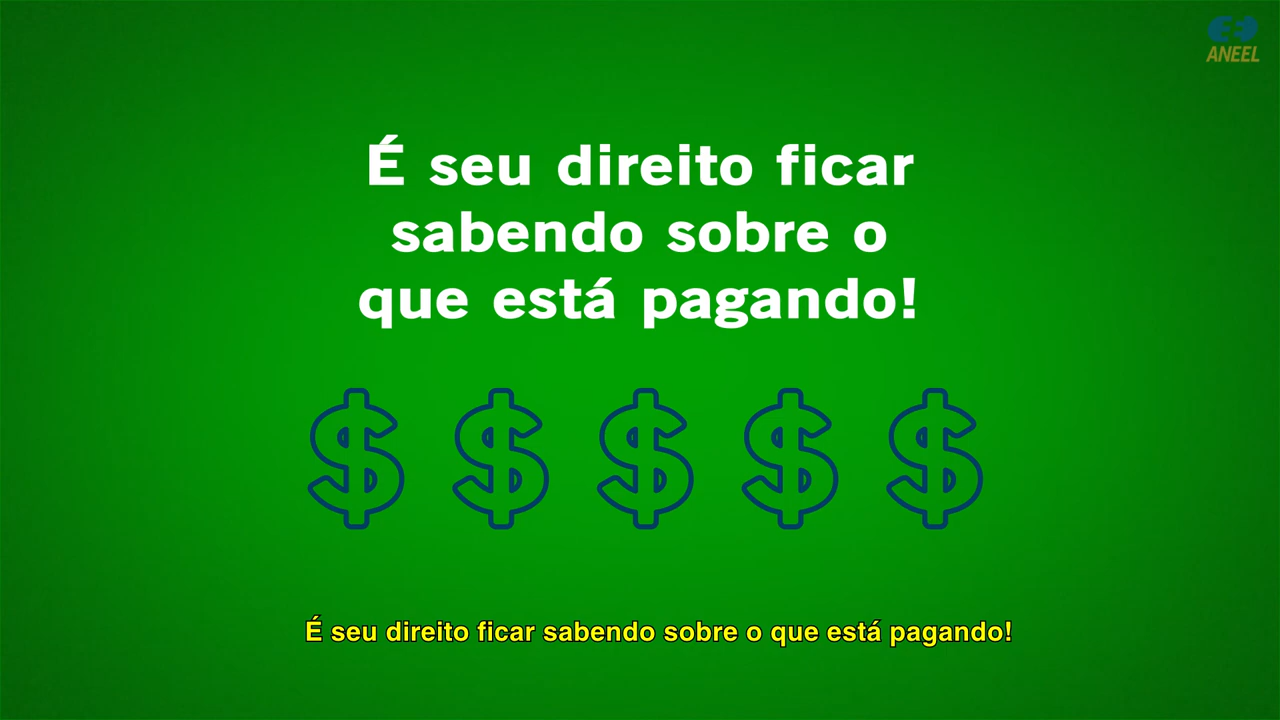 ANEEL
É seu direito ficar
sabendo sobre o
que está pagando!
$ $ $ $ $
É seu direito ficar sabendo sobre o que está pagando!